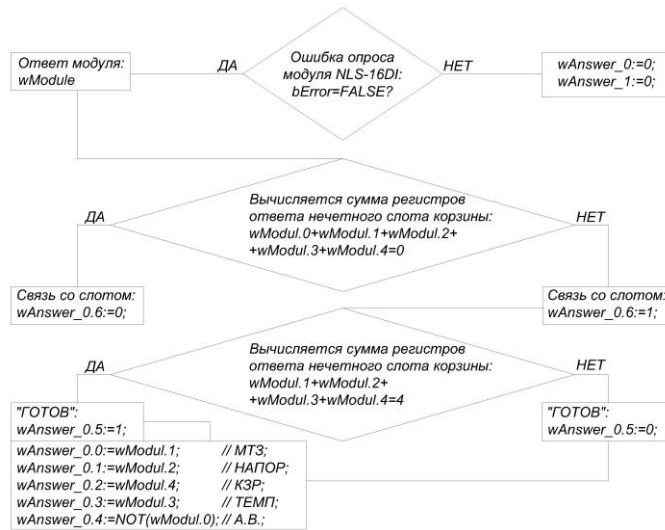 Ответ модуля:
wModule
ДА
Ошибка опроса
модуля NLS-16DI:
bError=FALSE?
НЕТ
wAnswer_0:=0;
wAnswer_1:=0;
ДА
Вычисляется сумма регистров
ответа нечетного слота корзины:
wModul.0+wModul.1+wModul.2+
+wModul.3+wModul.4=0
НЕТ
Связь со слотом:
wAnswer_0.6:=0;
Связь со слотом:
wAnswer_0.6:=1;
ДА
Вычисляется сумма регистров
ответа нечетного слота корзины:
wModul.1+wModul.2+
+wModul.3+wModul.4=4
НЕТ
"ГОТОВ":
wAnswer_0.5:=1;
"ГОТОВ":
wAnswer_0.5:=0;
wAnswer_0.0:=wModul.1; // МТЗ;
wAnswer_0.1:=wModul.2; // НАПОР;
wAnswer_0.2:=wModul.4; // КЗР;
wAnswer_0.3:=wModul.3; // ТЕМП;
wAnswer_0.4:=NOT(wModul.0); // А.В.;